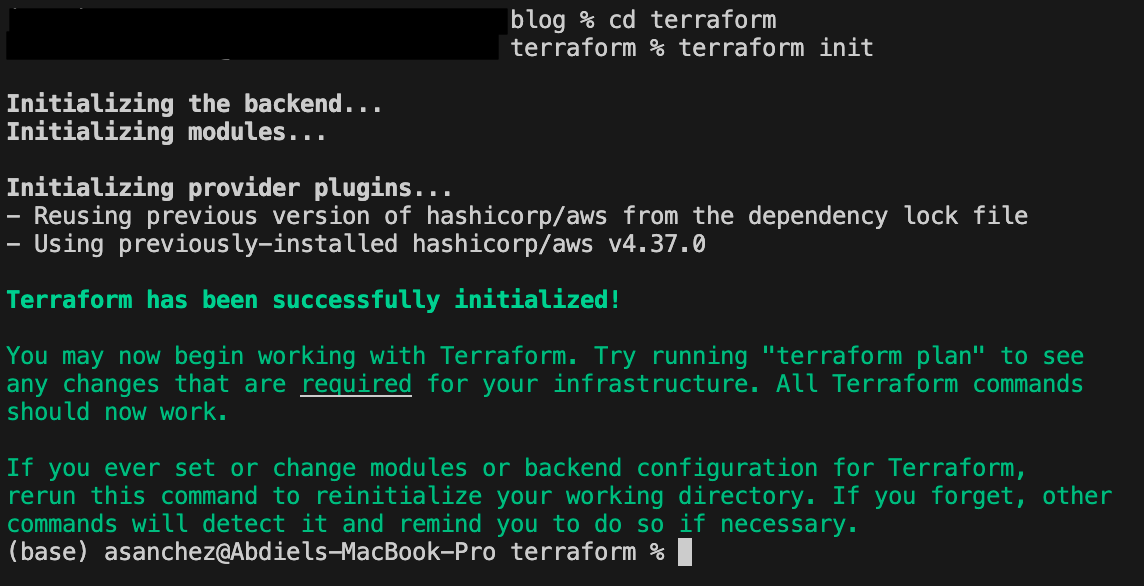 blog % cd terraform
terraform % terraform init
Initializing the backend...
Initializing modules...
Initializing provider plugins...
- Reusing previous version of hashicorp/aws from the dependency lock file
- Using previously-installed hashicorp/aws v4.37.0
Terraform has been successfully initialized!
You may now begin working with Terraform. Try running "terraform plan" to see
any changes that are required for your infrastructure. All Terraform commands
should now work.
If you ever set or change modules or backend configuration for Terraform,
rerun this command to reinitialize your working directory. If you forget, other
commands will detect it and remind you to do so if necessary.
(base) asanchez@Abdiels-MacBook-Pro terraform %